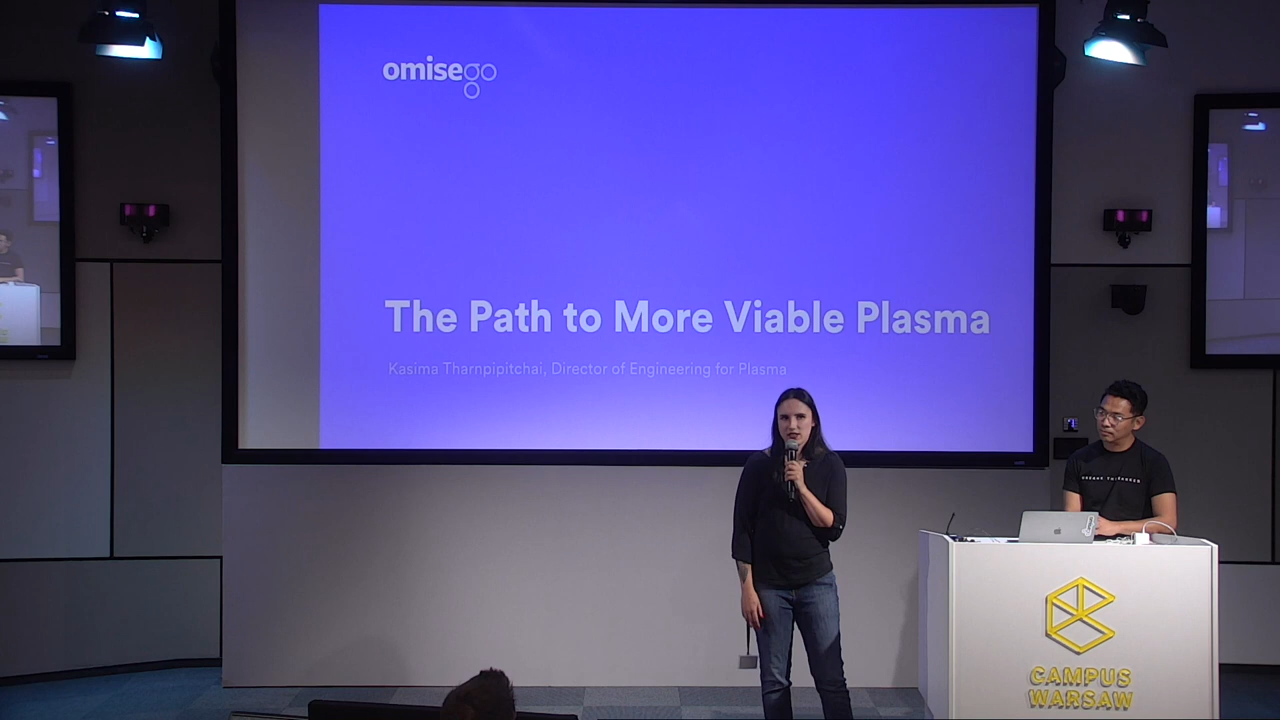 omisego
The Path to More Viable Plasma
Kasima Tharnpipitchai, Director of Engineering for Plasma
CAMPUS
WARSAW